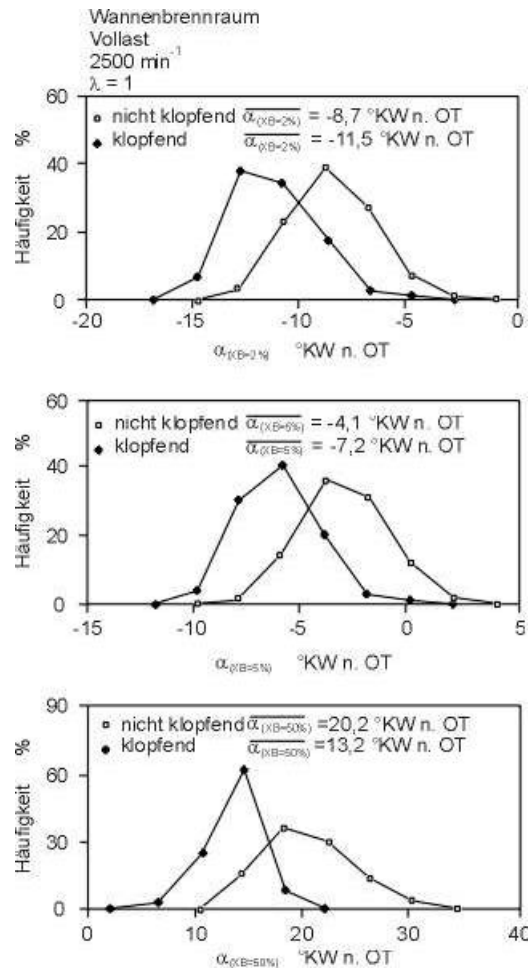 Wannenbrennraum
Vollast
2500 min⁻¹
λ = 1
60
40
20
0
Häufigkeit %
nicht klopfend α(XB=2%) = -8,7 °KW n. OT
klopfend α(XB=2%) = -11,5 °KW n. OT
-20 -15 -10 -5 0
α(XB=2%) °KW n. OT
60
40
20
0
Häufigkeit %
nicht klopfend α(XB=5%) = -4,1 °KW n. OT
klopfend α(XB=5%) = -7,2 °KW n. OT
-15 -10 -5 0 5
α(XB=5%) °KW n. OT
90
60
30
0
Häufigkeit %
nicht klopfend α(XB=50%) =20,2 °KW n. OT
klopfend α(XB=50%) =13,2 °KW n. OT
0 10 20 30 40
α(XB=50%) °KW n. OT